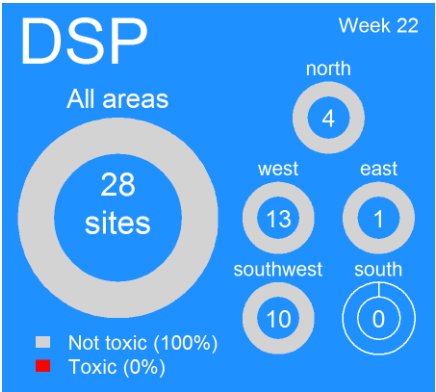 DSP
Week 22
All areas
28
sites
north
4
west
13
east
1
southwest
10
south
0
Not toxic (100%)
Toxic (0%)